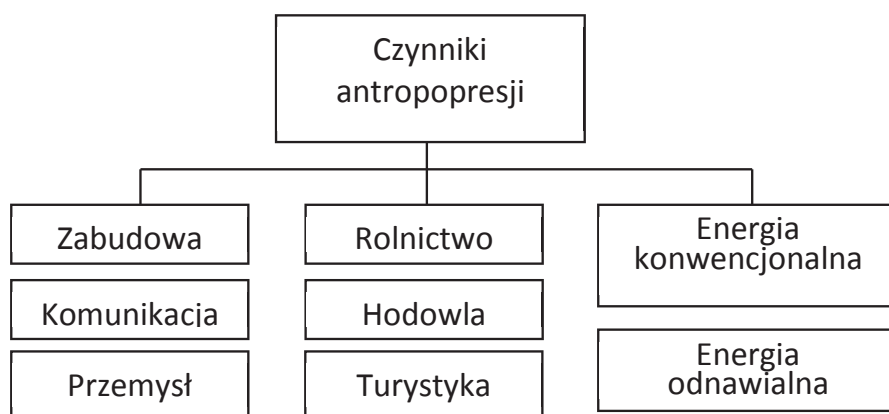 Czynniki
antropopresji
Zabudowa
Komunikacja
Przemysł
Rolnictwo
Hodowla
Turystyka
Energia
konwencjonalna
Energia
odnawialna